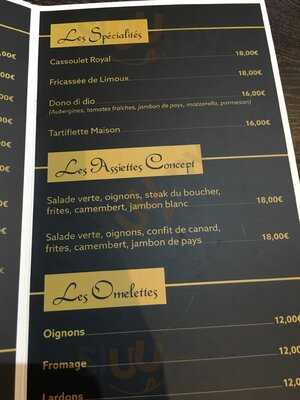 Les Spécialités
Cassoulet Royal 18,00€
Fricassée de Limoux 18,00€
Dono di dio 16,00€
(Aubergines, tomates fraîches, jambon de pays, mozzarella, parmesan)
Tartiflette Maison 16,00€
Les Assiettes Concept
Salade verte, oignons, steak du boucher,
frites, camembert, jambon blanc 18,00€
Salade verte, oignons, confit de canard,
frites, camembert, jambon de pays 18,00€
Les Omelettes
Oignons 12,00€
Fromage 12,00€
Lardons